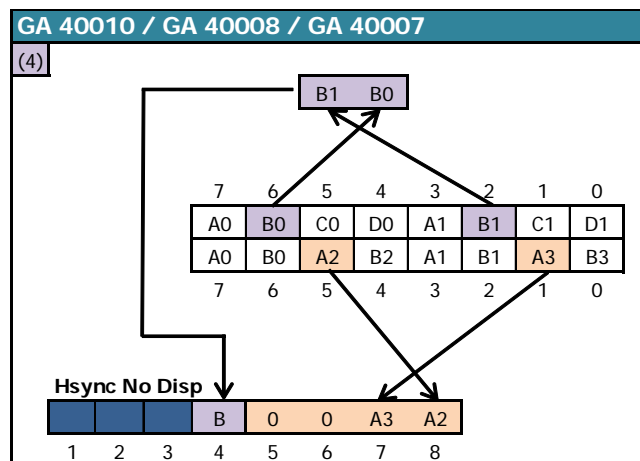 GA 40010 / GA 40008 / GA 40007
(4)
B1 B0
7 6 5 4 3 2 1 0
A0 B0 C0 D0 A1 B1 C1 D1
A0 B0 A2 B2 A1 B1 A3 B3
7 6 5 4 3 2 1 0
Hsync No Disp
B 0 0 A3 A2
1 2 3 4 5 6 7 8